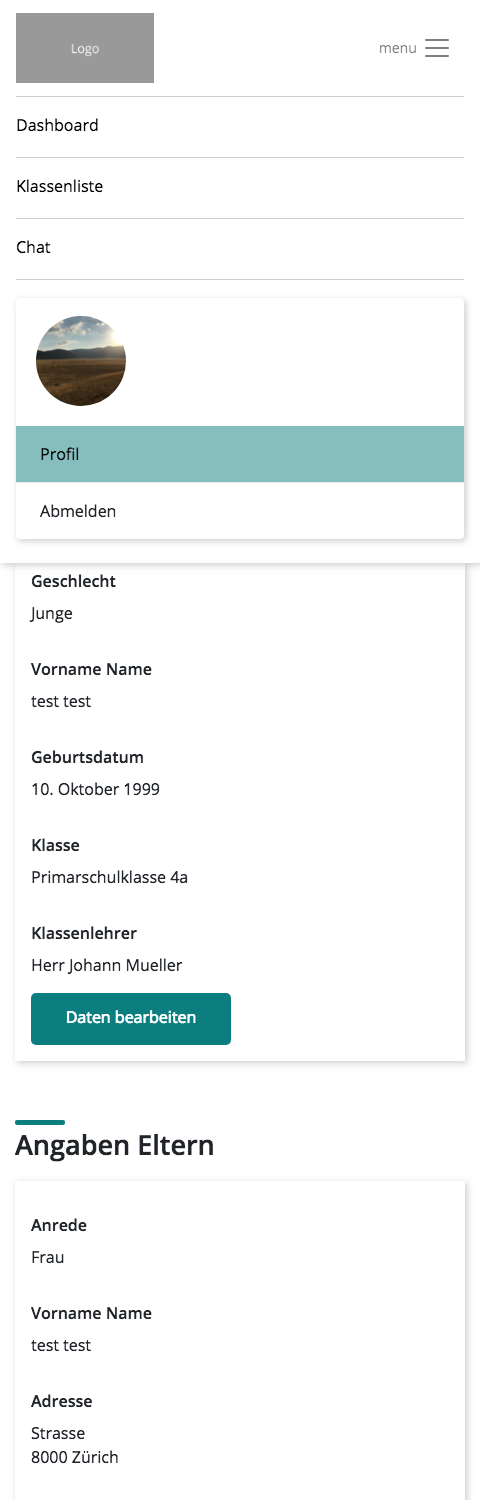 Logo
menu
Dashboard
Klassenliste
Chat
Profil
Abmelden
Geschlecht
Junge
Vorname Name
test test
Geburtsdatum
10. Oktober 1999
Klasse
Primarschulklasse 4a
Klassenlehrer
Herr Johann Mueller
Daten bearbeiten
Angaben Eltern
Anrede
Frau
Vorname Name
test test
Adresse
Strasse
8000 Zürich